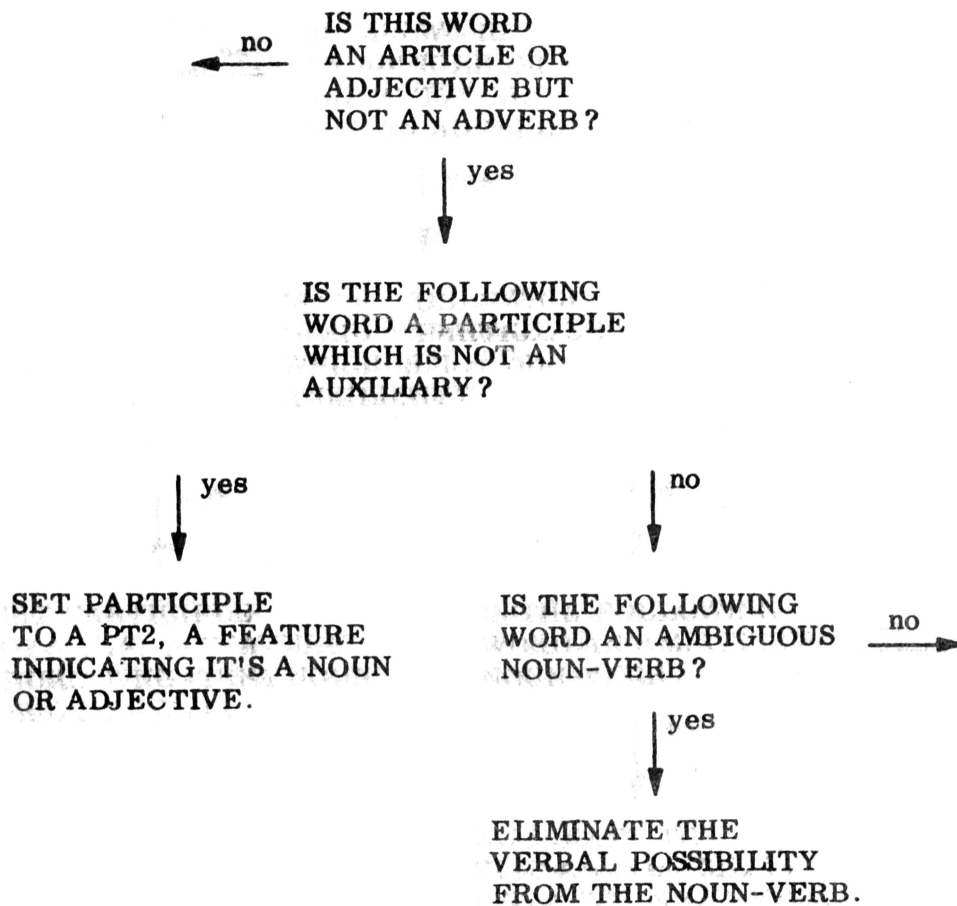 IS THIS WORD
AN ARTICLE OR
ADJECTIVE BUT
NOT AN ADVERB?
no
yes
IS THE FOLLOWING
WORD A PARTICIPLE
WHICH IS NOT AN
AUXILIARY?
yes
no
SET PARTICIPLE
TO A PT2, A FEATURE
INDICATING IT'S A NOUN
OR ADJECTIVE.
IS THE FOLLOWING
WORD AN AMBIGUOUS
NOUN-VERB?
no
yes
ELIMINATE THE
VERBAL POSSIBILITY
FROM THE NOUN-VERB.